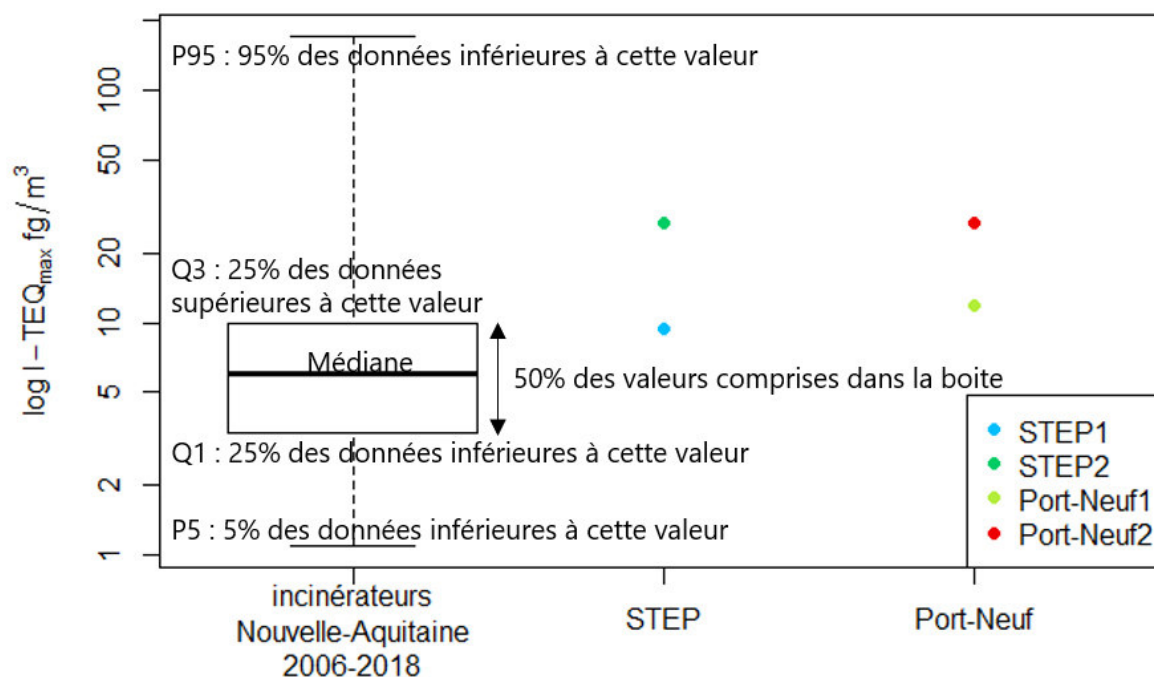 log I − TEQmax fg / m³
100
50
20
10
5
2
1
P95 : 95% des données inférieures à cette valeur
Q3 : 25% des données
supérieures à cette valeur
Médiane
50% des valeurs comprises dans la boite
Q1 : 25% des données inférieures à cette valeur
P5 : 5% des données inférieures à cette valeur
STEP1
STEP2
Port-Neuf1
Port-Neuf2
incinérateurs
Nouvelle-Aquitaine
2006-2018
STEP
Port-Neuf